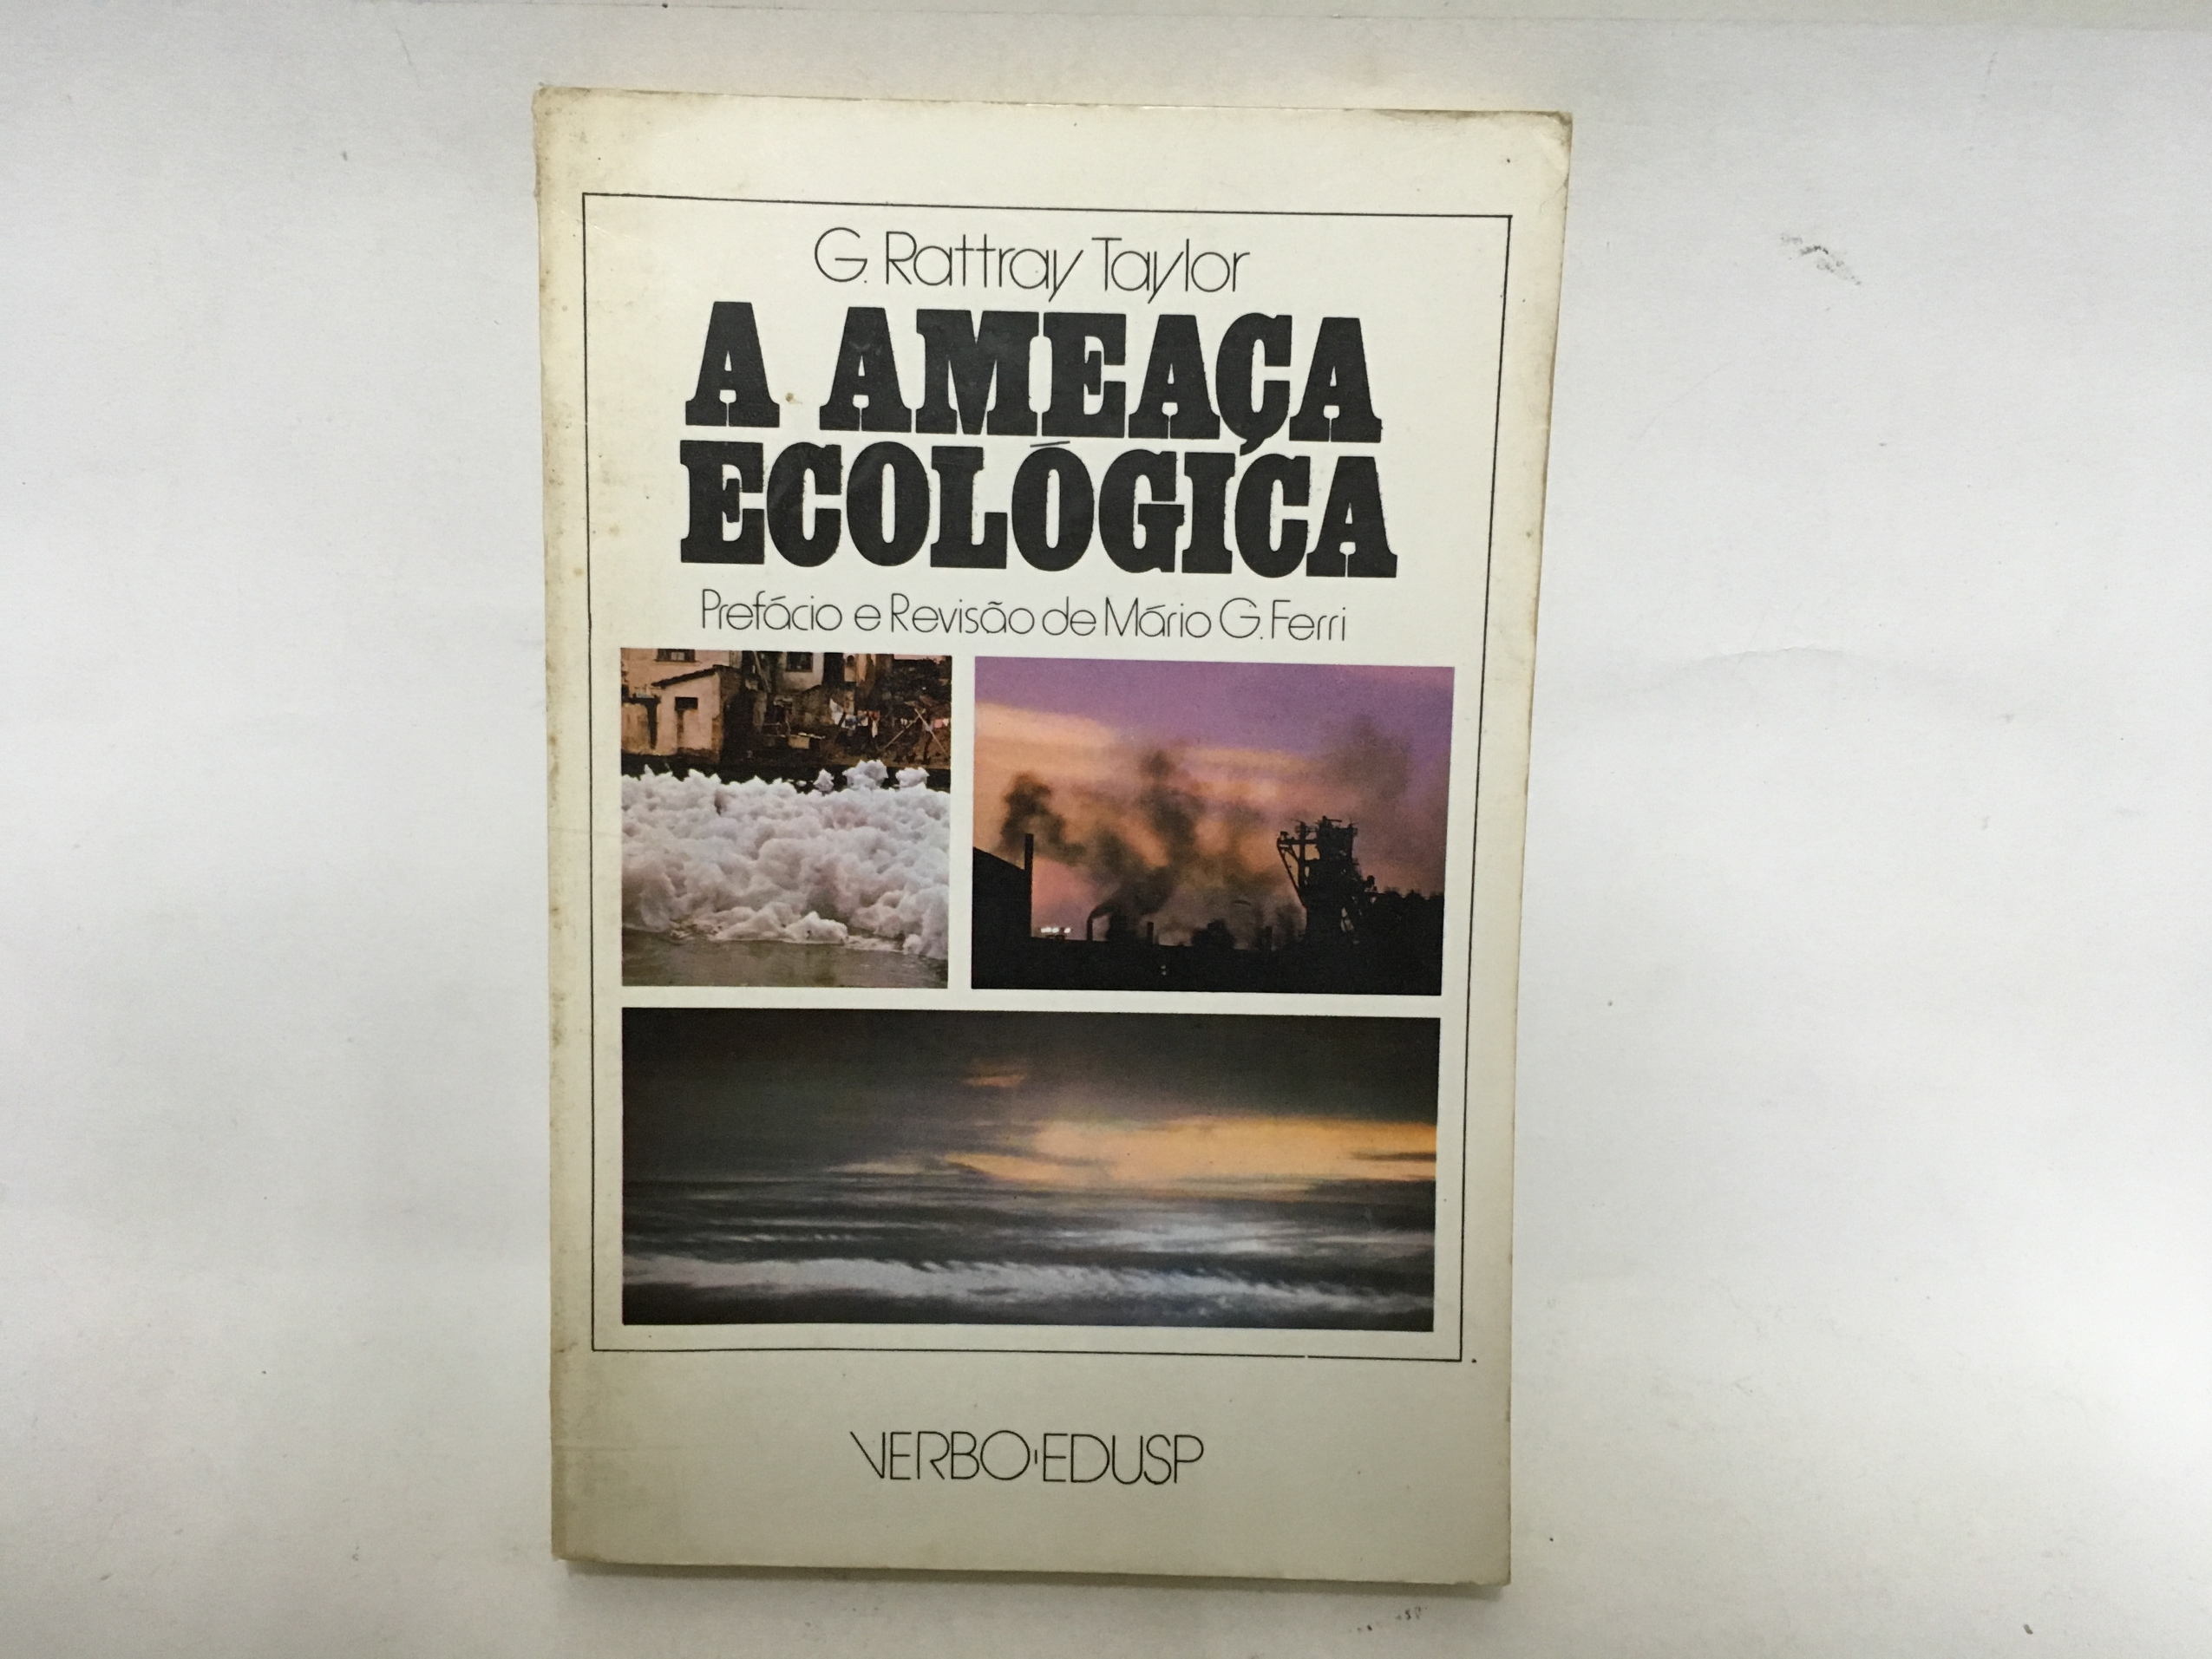 G. Rattray Taylor
A AMEAÇA
ECOLÓGICA
Prefácio e Revisão de Mário G. Ferri
VERBO·EDUSP